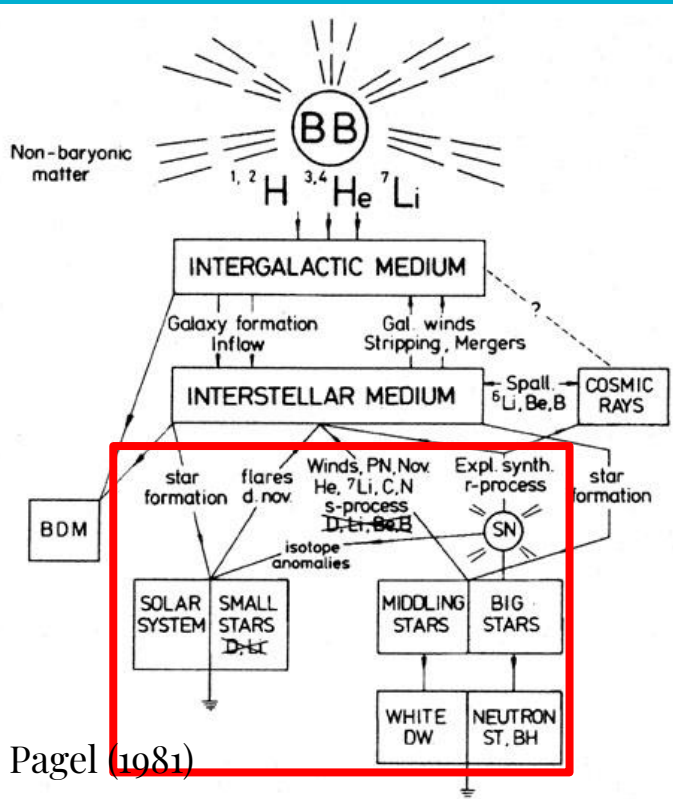 BB
Non-baryonic
matter
1, 2 H 3,4 He 7 Li
INTERGALACTIC MEDIUM
?
Galaxy formation
Inflow
Gal. winds
Stripping, Mergers
INTERSTELLAR MEDIUM
Spall.
6Li, Be, B
COSMIC
RAYS
star
formation
flares
d. nov.
Winds, PN, Nov.
He, 7Li, C, N
s-process
D, Li, Be, B
Expl. synth.
r-process
star
formation
BDM
isotope
anomalies
SN
SOLAR
SYSTEM
SMALL
STARS
D, Li
MIDDLING
STARS
BIG
STARS
WHITE
DW
NEUTRON
ST, BH
Pagel (1981)